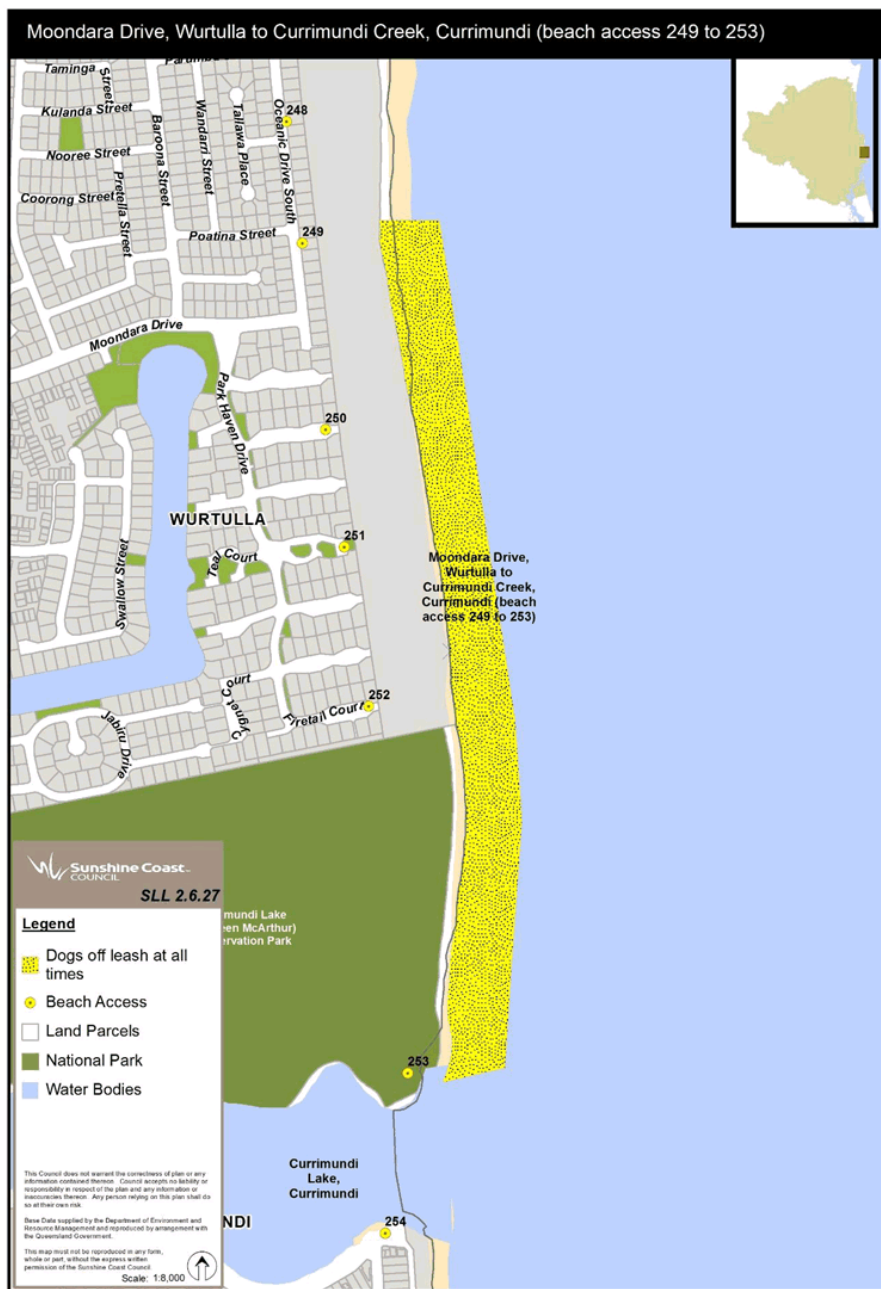 Moondara Drive, Wurtulla to Currimundi Creek, Currimundi (beach access 249 to 253)
Taminga
Street
Kulanda Street
Nooree Street
Coorong Street
Pretella Street
Baroona Street
Wandarri Street
Tallawa Place
Oceanic Drive South
248
Poatina Street
249
Moondara Drive
Park Haven Drive
250
WURTULLA
251
Teal Court
Swallow Street
Moondara Drive,
Wurtulla to
Currimundi Creek,
Currimundi (beach
access 249 to 253)
252
Cygnet Court
Firetail Court
Jabiru Drive
Sunshine Coast
COUNCIL
SLL 2.6.27
Legend
Dogs off leash at all
times
Beach Access
Land Parcels
National Park
Water Bodies
mundi Lake
een McArthur)
ervation Park
253
Currimundi
Lake,
Currimundi
NDI
254
This Council does not warrant the correctness of plan or any
information contained thereon. Council accepts no liability or
responsibility in respect of the plan and any information or
inaccuracies thereon. Any person relying on this plan shall do
so at their own risk
Base Data supplied by the Department of Environment and
Resource Management and reproduced by arrangement with
the Queensland Government.
This map must not be reproduced in any form,
whole or part, without the express written
permission of the Sunshine Coast Council.
Scale: 1:8,000